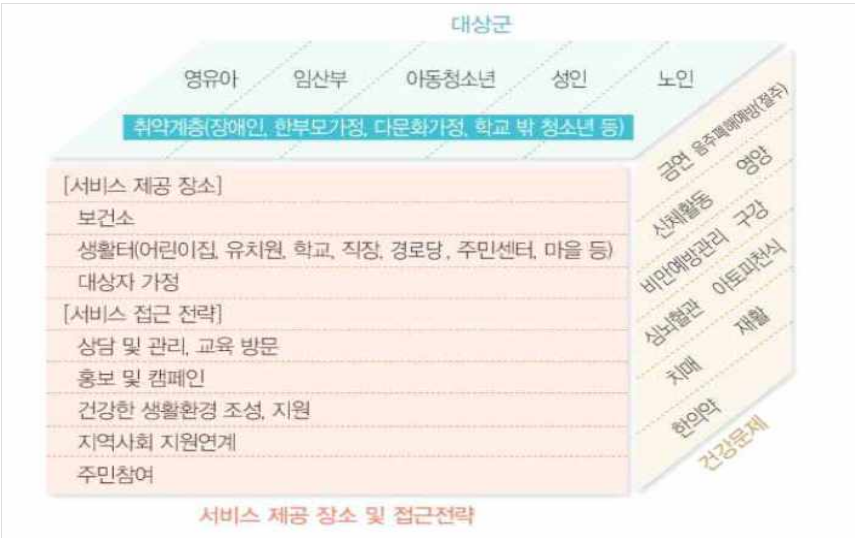 대상군
영유아 임산부 아동청소년 성인 노인
취약계층(장애인, 한부모가정, 다문화가정, 학교 밖 청소년 등)
[서비스 제공 장소]
보건소
생활터(어린이집, 유치원, 학교, 직장, 경로당, 주민센터, 마을 등)
대상자 가정
[서비스 접근 전략]
상담 및 관리, 교육 방문
홍보 및 캠페인
건강한 생활환경 조성, 지원
지역사회 지원연계
주민참여
금연 음주폐해예방(절주)
신체활동 영양
비만예방관리 구강
심뇌혈관 아토피천식
치매 재활
한의약
건강문제
서비스 제공 장소 및 접근전략